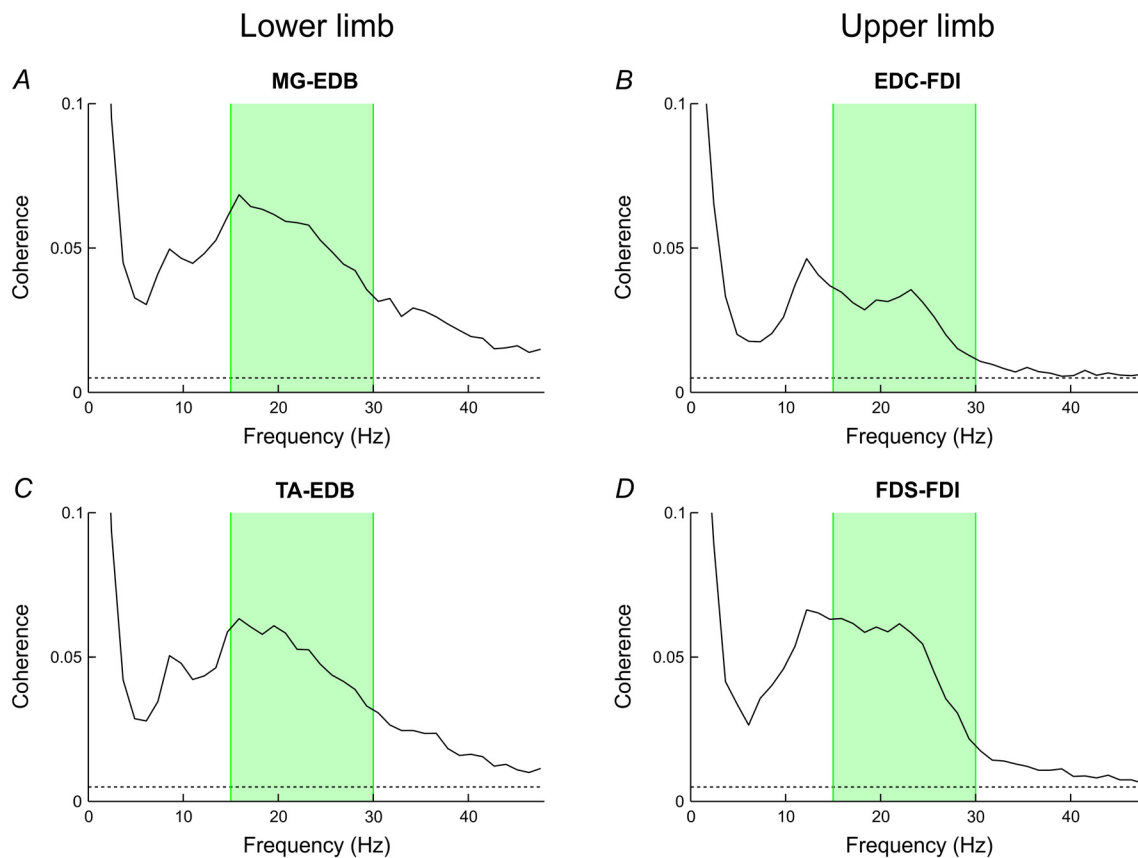 Lower limb
Upper limb
A
MG-EDB
0.1
0.05
0
Coherence
0 10 20 30 40
Frequency (Hz)
B
EDC-FDI
0.1
0.05
0
Coherence
0 10 20 30 40
Frequency (Hz)
C
TA-EDB
0.1
0.05
0
Coherence
0 10 20 30 40
Frequency (Hz)
D
FDS-FDI
0.1
0.05
0
Coherence
0 10 20 30 40
Frequency (Hz)